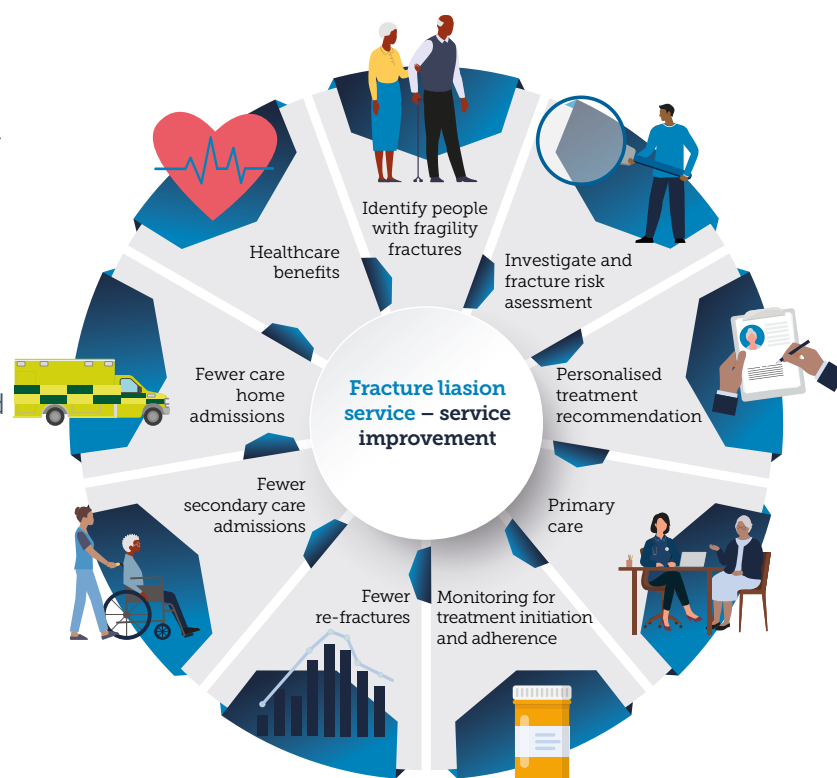 Identify people
with fragility
fractures
Investigate and
fracture risk
asessment
Personalised
treatment
recommendation
Primary
care
Monitoring for
treatment initiation
and adherence
Fewer
re-fractures
Fewer
secondary care
admissions
Fewer care
home
admissions
Healthcare
benefits
Fracture liasion
service – service
improvement